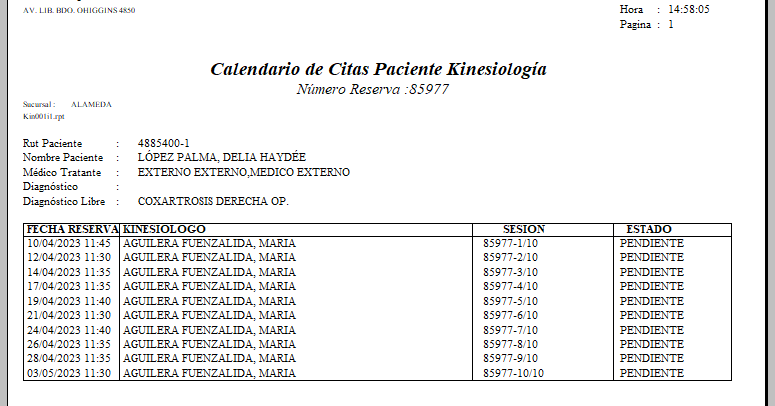 AV. LIB. BDO. OHIGGINS 4850
Hora : 14:58:05
Pagina : 1
Calendario de Citas Paciente Kinesiología
Número Reserva :85977
Sucursal : ALAMEDA
Kin001i1.rpt
Rut Paciente : 4885400-1
Nombre Paciente : LÓPEZ PALMA, DELIA HAYDÉE
Médico Tratante : EXTERNO EXTERNO,MEDICO EXTERNO
Diagnóstico :
Diagnóstico Libre : COXARTROSIS DERECHA OP.
FECHA RESERVA KINESIOLOGO SESION ESTADO
10/04/2023 11:45 AGUILERA FUENZALIDA, MARIA 85977-1/10 PENDIENTE
12/04/2023 11:30 AGUILERA FUENZALIDA, MARIA 85977-2/10 PENDIENTE
14/04/2023 11:35 AGUILERA FUENZALIDA, MARIA 85977-3/10 PENDIENTE
17/04/2023 11:35 AGUILERA FUENZALIDA, MARIA 85977-4/10 PENDIENTE
19/04/2023 11:40 AGUILERA FUENZALIDA, MARIA 85977-5/10 PENDIENTE
21/04/2023 11:30 AGUILERA FUENZALIDA, MARIA 85977-6/10 PENDIENTE
24/04/2023 11:40 AGUILERA FUENZALIDA, MARIA 85977-7/10 PENDIENTE
26/04/2023 11:35 AGUILERA FUENZALIDA, MARIA 85977-8/10 PENDIENTE
28/04/2023 11:35 AGUILERA FUENZALIDA, MARIA 85977-9/10 PENDIENTE
03/05/2023 11:30 AGUILERA FUENZALIDA, MARIA 85977-10/10 PENDIENTE